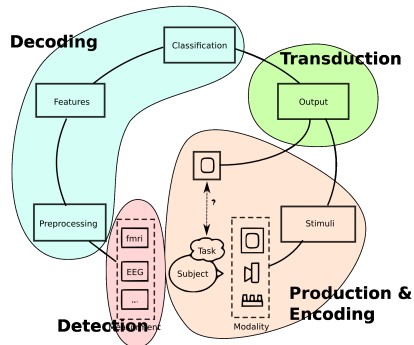 Decoding
Classification
Transduction
Features
Output
?
Preprocessing
Stimuli
fmri
Task
EEG
Subject
...
Production &
Encoding
Detection
Modality